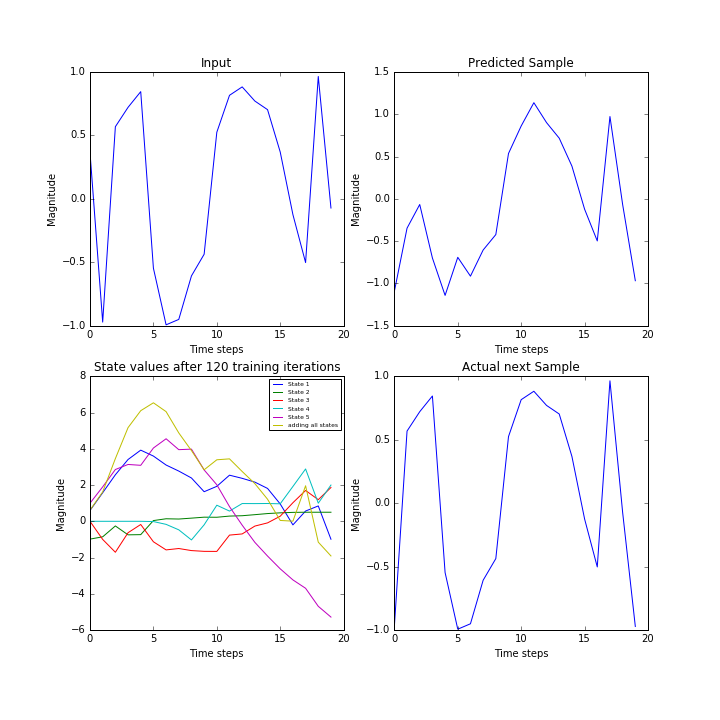 Input
Magnitude
1.0
0.5
0.0
−0.5
−1.0
0 5 10 15 20
Time steps
Predicted Sample
Magnitude
1.5
1.0
0.5
0.0
−0.5
−1.0
−1.5
0 5 10 15 20
Time steps
State values after 120 training iterations
Magnitude
8
6
4
2
0
−2
−4
−6
0 5 10 15 20
Time steps
State 1
State 2
State 3
State 4
State 5
adding all states
Actual next Sample
Magnitude
1.0
0.5
0.0
−0.5
−1.0
0 5 10 15 20
Time steps